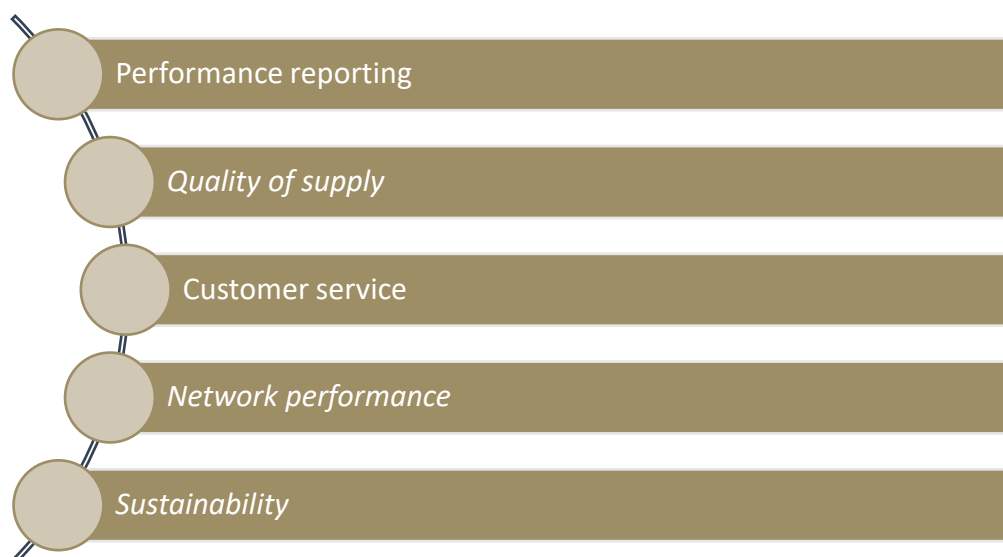 Performance reporting
Quality of supply
Customer service
Network performance
Sustainability